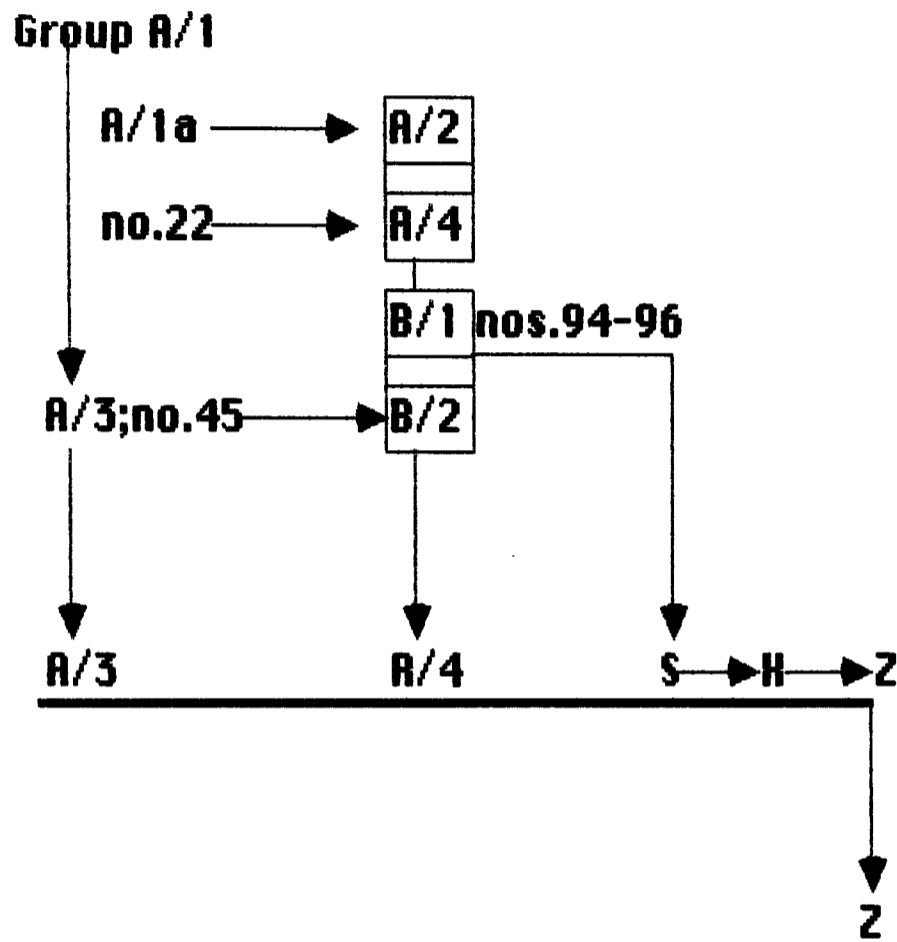 Group A/1
A/1a A/2
no.22 A/4
B/1 nos.94-96
A/3;no.45 B/2
A/3 A/4 S H Z
Z